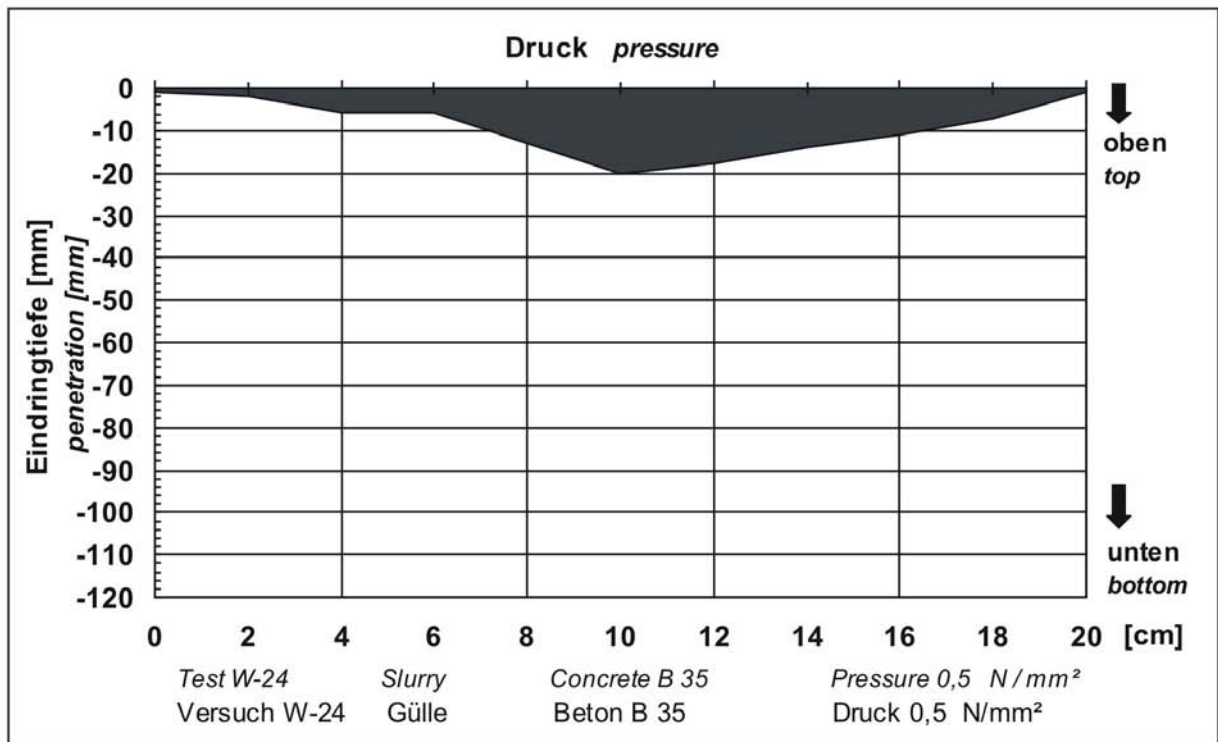 Druck pressure
0
-10
-20
-30
-40
-50
-60
-70
-80
-90
-100
-110
-120
Eindringtiefe [mm]
penetration [mm]
oben
top
unten
bottom
0 2 4 6 8 10 12 14 16 18 20 [cm]
Test W-24 Slurry Concrete B 35 Pressure 0,5 N / mm²
Versuch W-24 Gülle Beton B 35 Druck 0,5 N/mm²